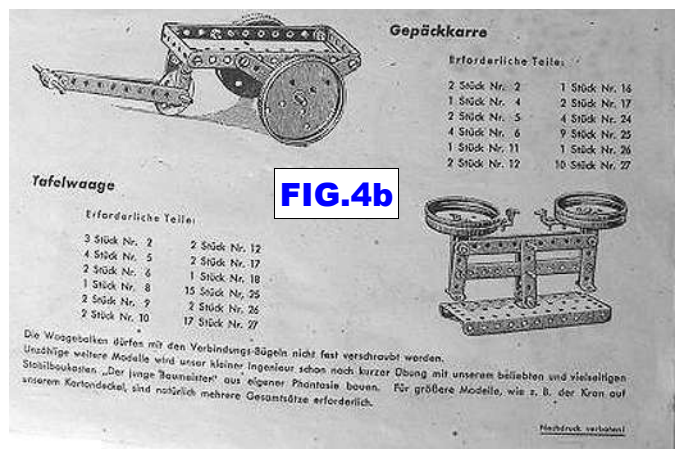 Gepäckkarre
Erforderliche Teile:
2 Stück Nr. 2 1 Stück Nr. 16
1 Stück Nr. 4 2 Stück Nr. 17
2 Stück Nr. 5 4 Stück Nr. 24
4 Stück Nr. 6 9 Stück Nr. 25
1 Stück Nr. 11 1 Stück Nr. 26
2 Stück Nr. 12 10 Stück Nr. 27
FIG.4b
Tafelwaage
Erforderliche Teile:
3 Stück Nr. 2 2 Stück Nr. 12
4 Stück Nr. 5 2 Stück Nr. 17
2 Stück Nr. 6 1 Stück Nr. 18
1 Stück Nr. 8 15 Stück Nr. 25
2 Stück Nr. 9 2 Stück Nr. 26
2 Stück Nr. 10 17 Stück Nr. 27
Die Waagebalken dürfen mit den Verbindungs-Bügeln nicht fest verschraubt werden.
Unzählige weitere Modelle wird unser kleiner Ingenieur schon nach kurzer Übung mit unserem beliebten und vielseitigen
Stabilbaukasten „Der junge Baumeister" aus eigener Phantasie bauen. Für größere Modelle, wie z. B. der Kran auf
unserem Kartondeckel, sind natürlich mehrere Gesamtsätze erforderlich.
Nachdruck verboten!